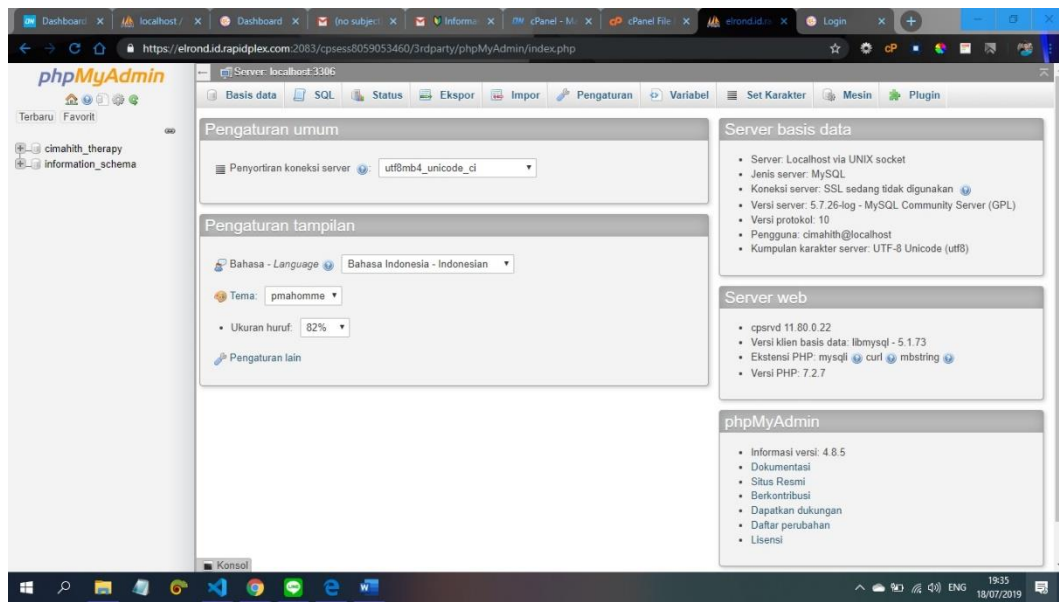 Dashboard
localhost /
Dashboard
(no subject
Informa
cPanel - Ma
cPanel File
elrond.id.ra
Login
https://elrond.id.rapidplex.com:2083/cpsess8059053460/3rdparty/phpMyAdmin/index.php
phpMyAdmin
Terbaru Favorit
cimahith_therapy
information_schema
Server: localhost:3306
Basis data SQL Status Ekspor Impor Pengaturan Variabel Set Karakter Mesin Plugin
Pengaturan umum
Penyortiran koneksi server : utf8mb4_unicode_ci
Pengaturan tampilan
Bahasa - Language Bahasa Indonesia - Indonesian
Tema: pmahomme
Ukuran huruf: 82%
Pengaturan lain
Server basis data
Server: Localhost via UNIX socket
Jenis server: MySQL
Koneksi server: SSL sedang tidak digunakan
Versi server: 5.7.26-log - MySQL Community Server (GPL)
Versi protokol: 10
Pengguna: cimahith@localhost
Kumpulan karakter server: UTF-8 Unicode (utf8)
Server web
cpsrvd 11.80.0.22
Versi klien basis data: libmysql - 5.1.73
Ekstensi PHP: mysqli curl mbstring
Versi PHP: 7.2.7
phpMyAdmin
Informasi versi: 4.8.5
Dokumentasi
Situs Resmi
Berkontribusi
Dapatkan dukungan
Daftar perubahan
Lisensi
Konsol
ENG
19:35
18/07/2019